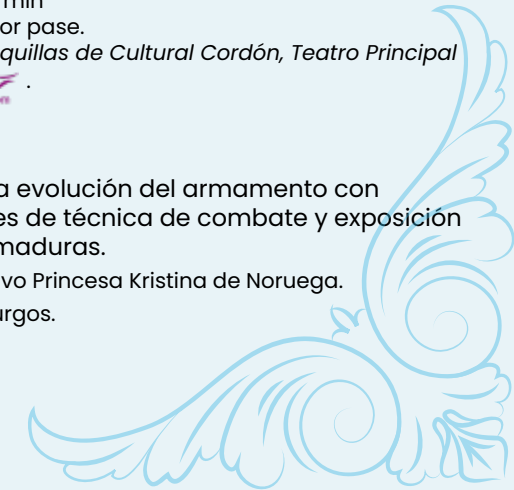 min
or pase.
quillas de Cultural Cordón, Teatro Principal
.
a evolución del armamento con
es de técnica de combate y exposición
maduras.
vo Princesa Kristina de Noruega.
urgos.